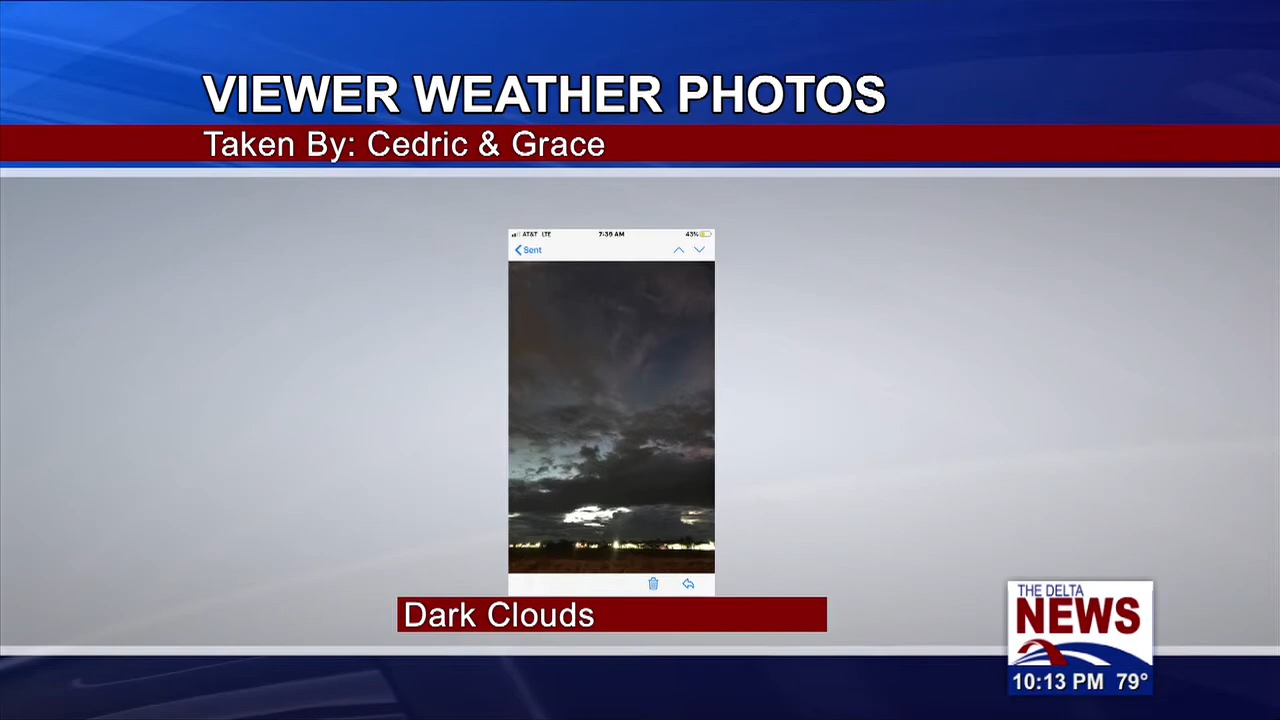 VIEWER WEATHER PHOTOS
Taken By: Cedric & Grace
AT&T LTE 7:39 AM 43%
Sent
Dark Clouds
THE DELTA
NEWS
10:13 PM 79°